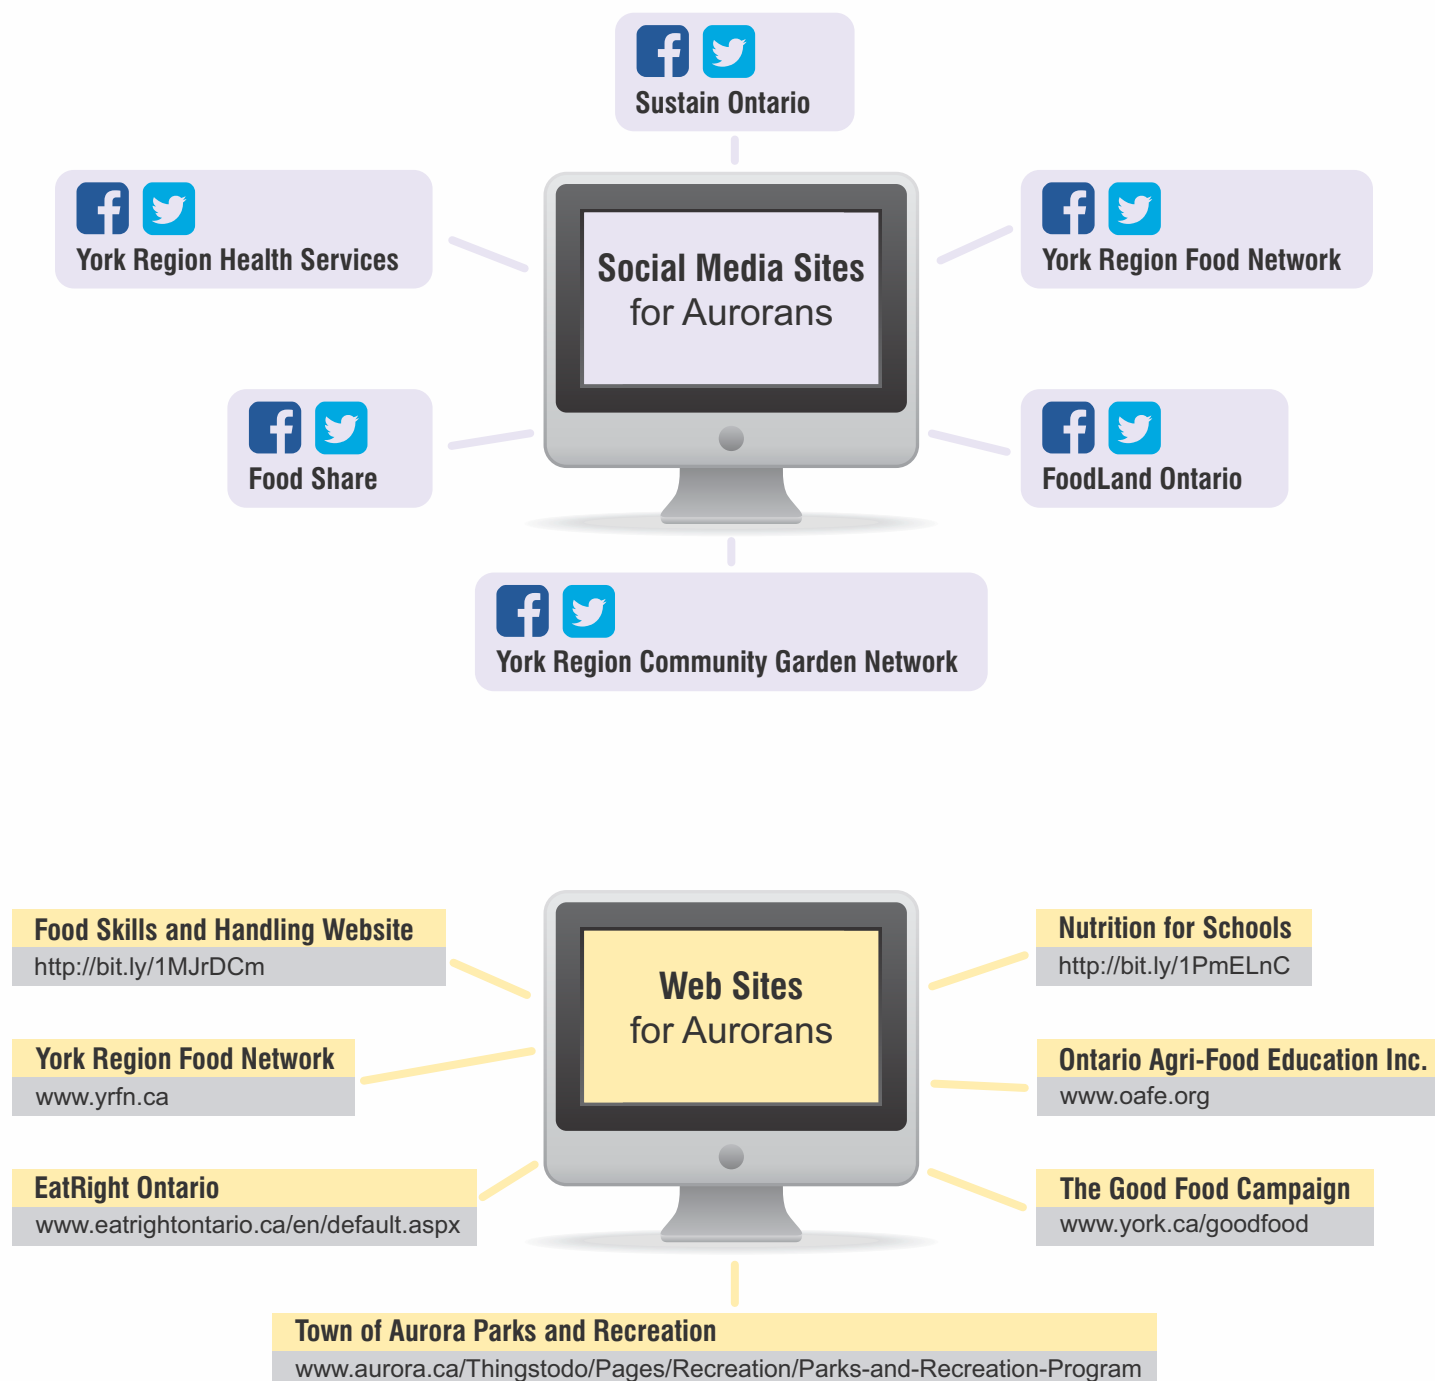 Sustain Ontario
York Region Health Services
York Region Food Network
Social Media Sites
for Aurorans
Food Share
FoodLand Ontario
York Region Community Garden Network
Web Sites
for Aurorans
Food Skills and Handling Website
http://bit.ly/1MJrDCm
York Region Food Network
www.yrfn.ca
EatRight Ontario
www.eatrightontario.ca/en/default.aspx
Nutrition for Schools
http://bit.ly/1PmELnC
Ontario Agri-Food Education Inc.
www.oafe.org
The Good Food Campaign
www.york.ca/goodfood
Town of Aurora Parks and Recreation
www.aurora.ca/Thingstodo/Pages/Recreation/Parks-and-Recreation-Program